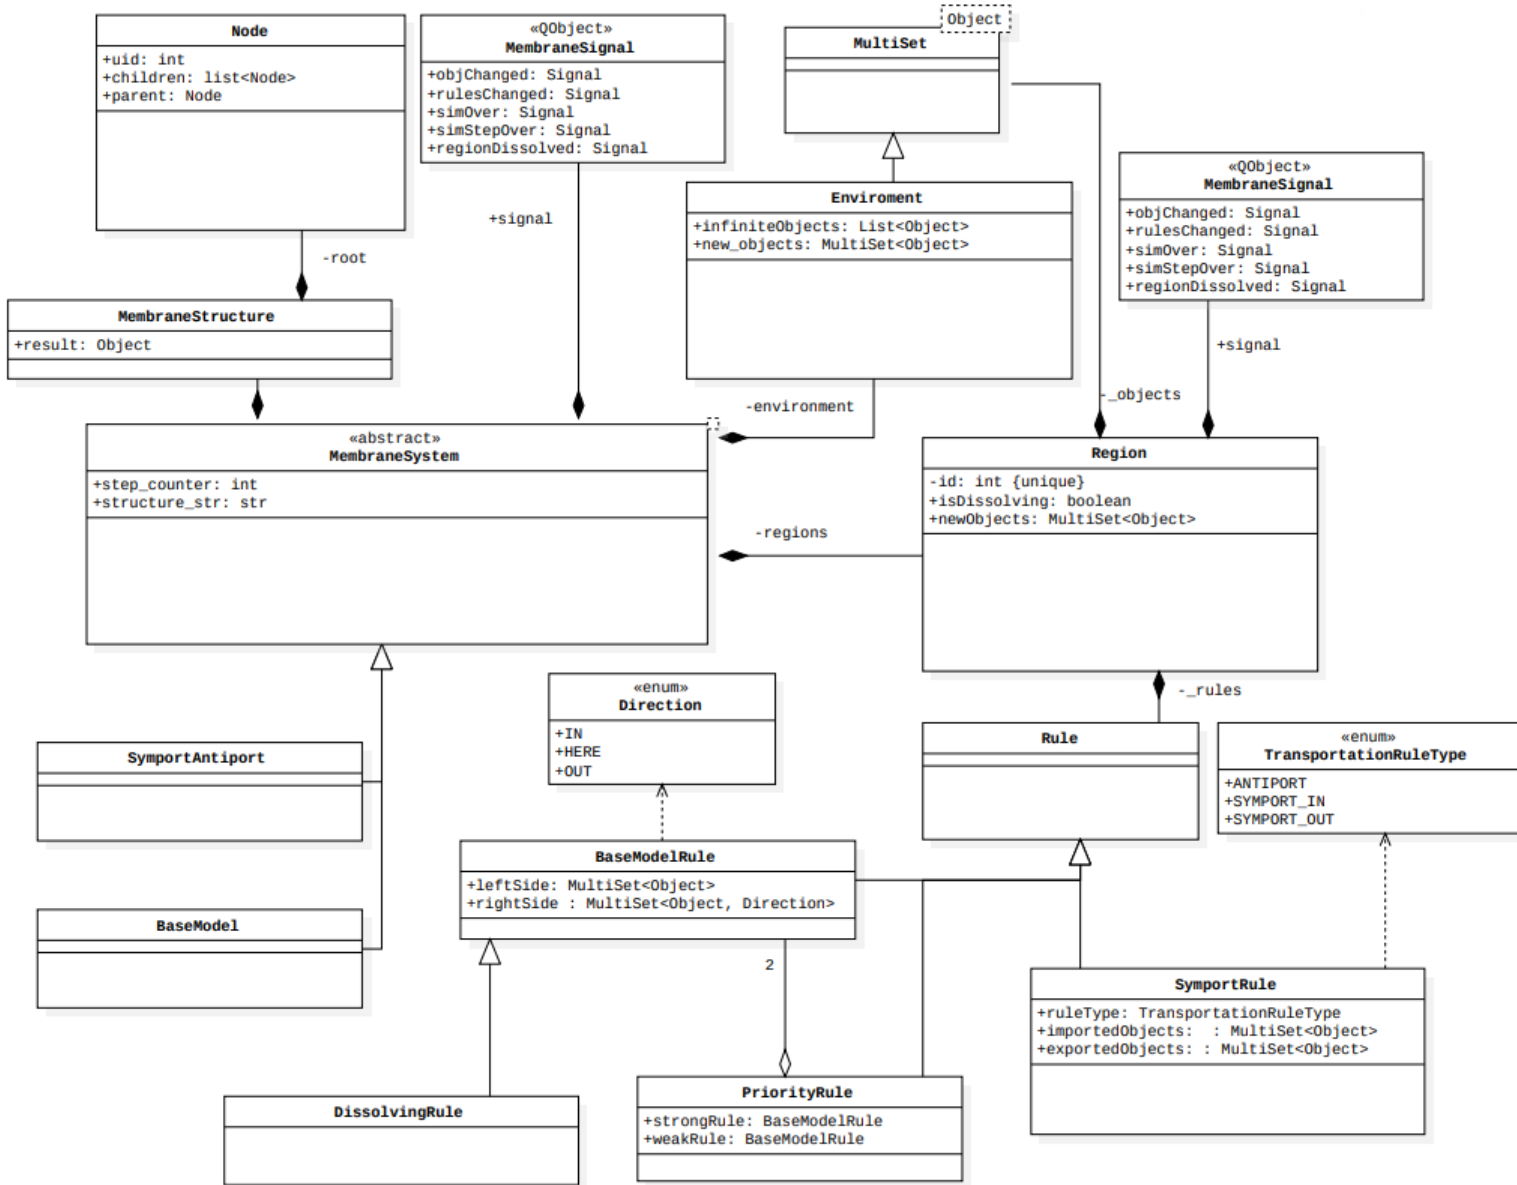 Node
+uid: int
+children: list<Node>
+parent: Node
«QObject»
MembraneSignal
+objChanged: Signal
+rulesChanged: Signal
+simOver: Signal
+simStepOver: Signal
+regionDissolved: Signal
Object
MultiSet
«QObject»
MembraneSignal
+objChanged: Signal
+rulesChanged: Signal
+simOver: Signal
+simStepOver: Signal
+regionDissolved: Signal
Enviroment
+infiniteObjects: List<Object>
+new_objects: MultiSet<Object>
+signal
-root
MembraneStructure
+result: Object
+signal
-_objects
-environment
«abstract»
MembraneSystem
+step_counter: int
+structure_str: str
Region
-id: int {unique}
+isDissolving: boolean
+newObjects: MultiSet<Object>
-regions
«enum»
Direction
+IN
+HERE
+OUT
-_rules
Rule
«enum»
TransportationRuleType
+ANTIPORT
+SYMPORT_IN
+SYMPORT_OUT
SymportAntiport
BaseModelRule
+leftSide: MultiSet<Object>
+rightSide : MultiSet<Object, Direction>
BaseModel
2
SymportRule
+ruleType: TransportationRuleType
+importedObjects:  : MultiSet<Object>
+exportedObjects: : MultiSet<Object>
DissolvingRule
PriorityRule
+strongRule: BaseModelRule
+weakRule: BaseModelRule